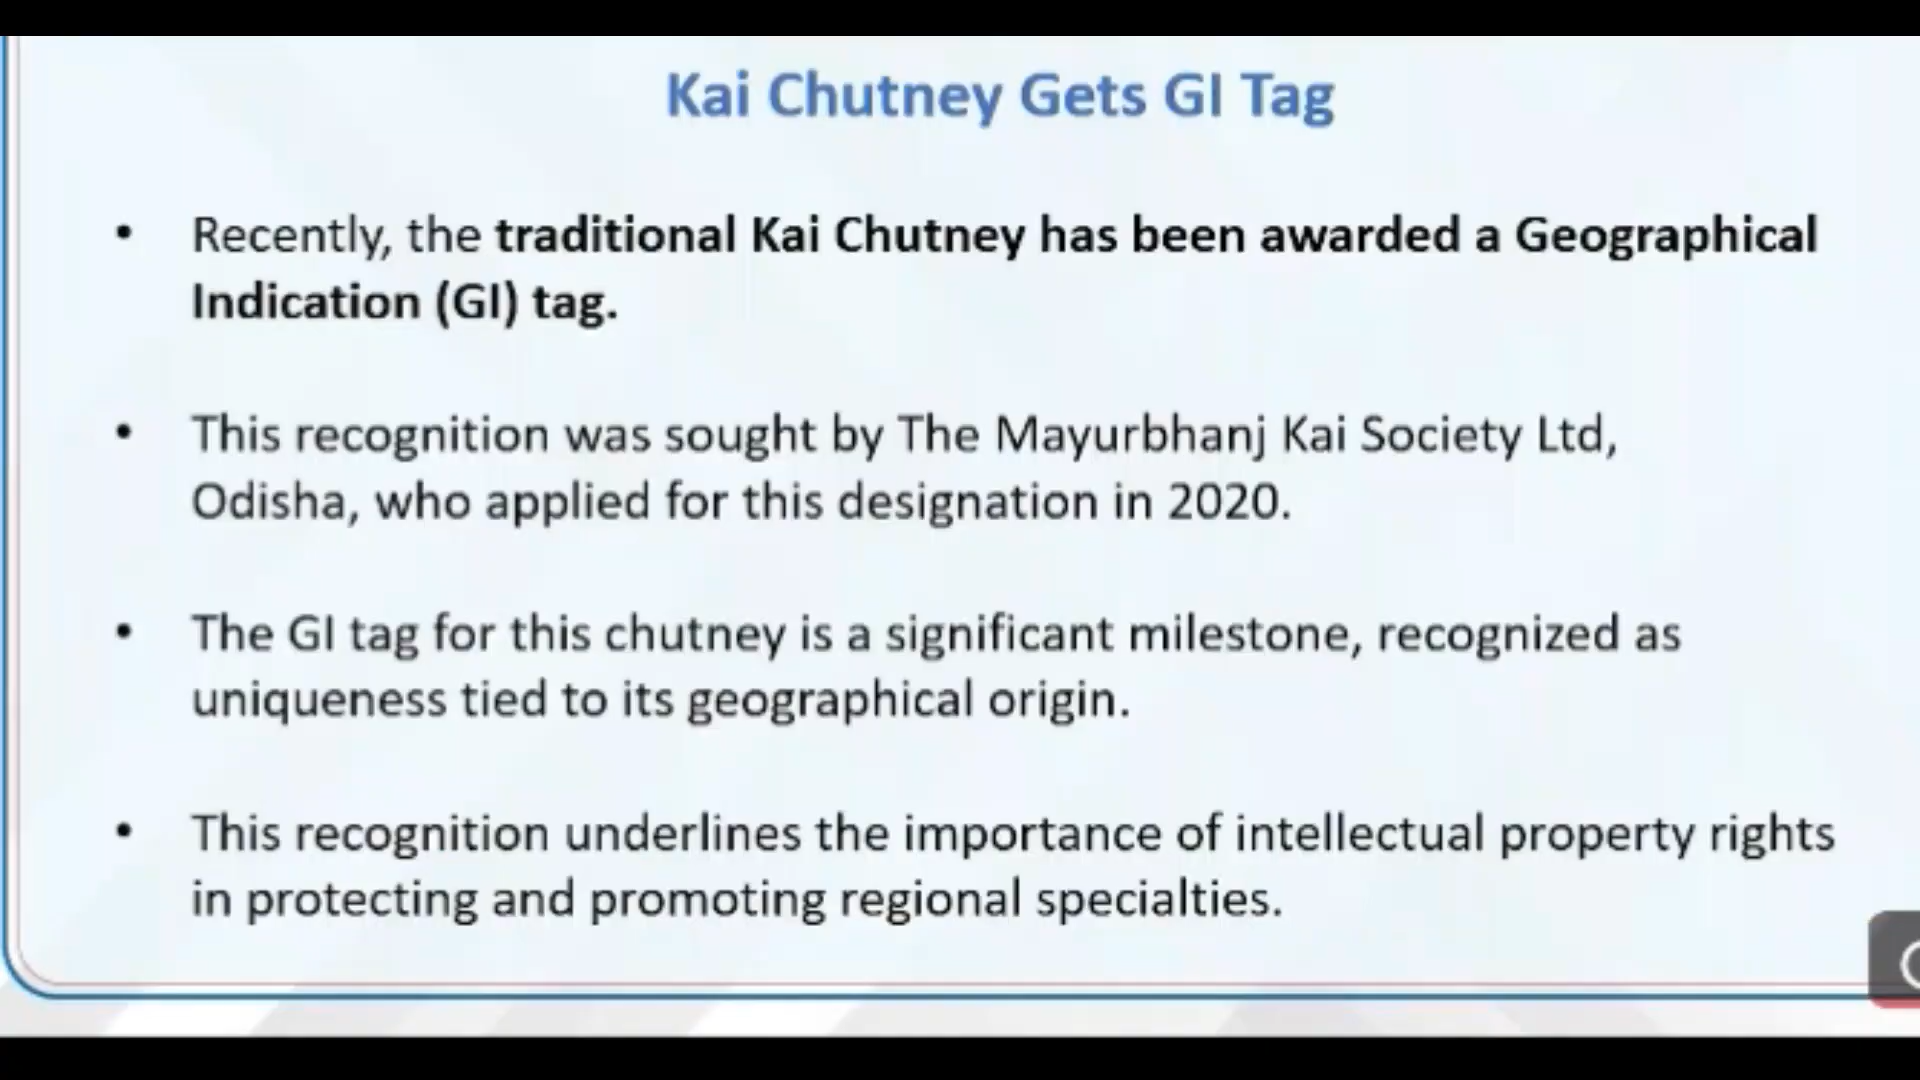 Kai Chutney Gets GI Tag
• Recently, the traditional Kai Chutney has been awarded a Geographical
Indication (GI) tag.
• This recognition was sought by The Mayurbhanj Kai Society Ltd,
Odisha, who applied for this designation in 2020.
• The GI tag for this chutney is a significant milestone, recognized as
uniqueness tied to its geographical origin.
• This recognition underlines the importance of intellectual property rights
in protecting and promoting regional specialties.